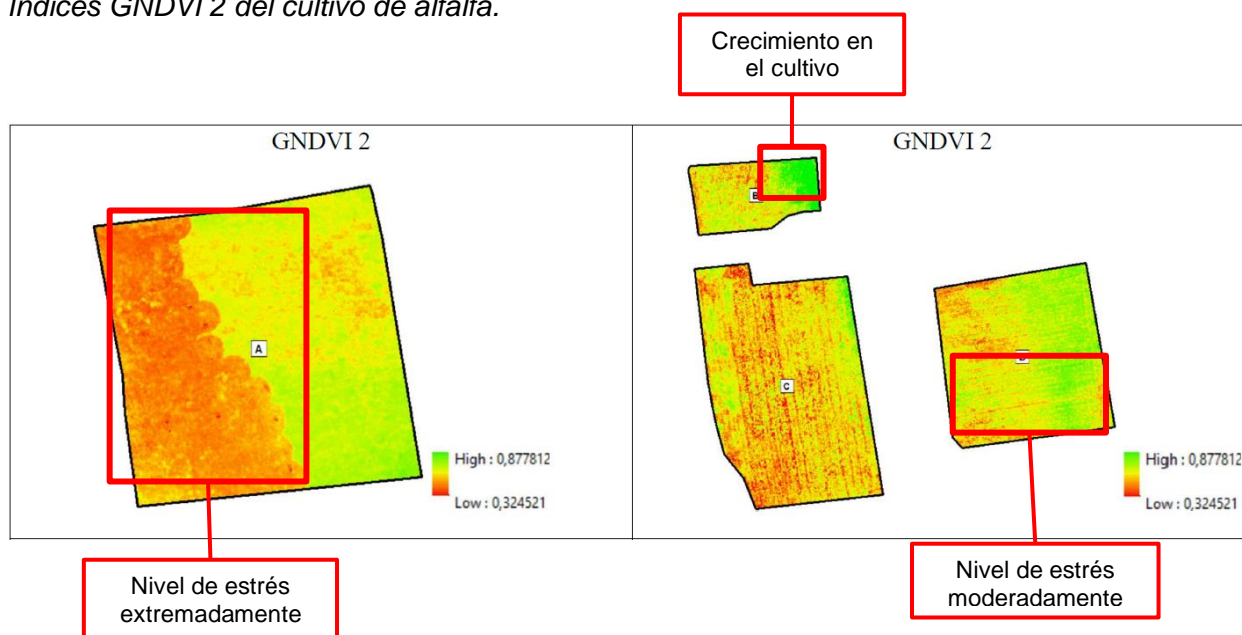 índices GNDVI 2 del cultivo de alfalfa.
Crecimiento en
el cultivo
GNDVI 2
A
High : 0,877812
Low : 0,324521
Nivel de estrés
extremadamente
GNDVI 2
B
C
D
High : 0,877812
Low : 0,324521
Nivel de estrés
moderadamente